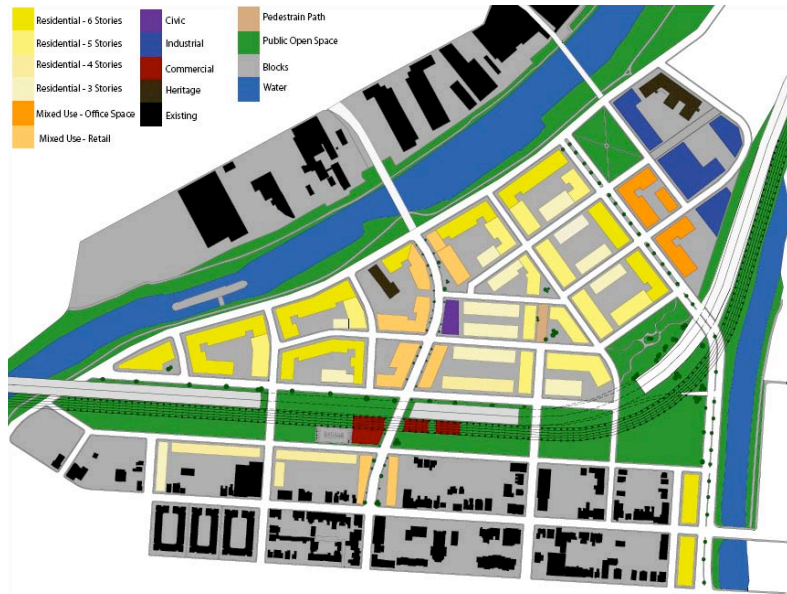 Residential - 6 Stories
Residential - 5 Stories
Residential - 4 Stories
Residential - 3 Stories
Mixed Use - Office Space
Mixed Use - Retail
Civic
Industrial
Commercial
Heritage
Existing
Pedestrain Path
Public Open Space
Blocks
Water